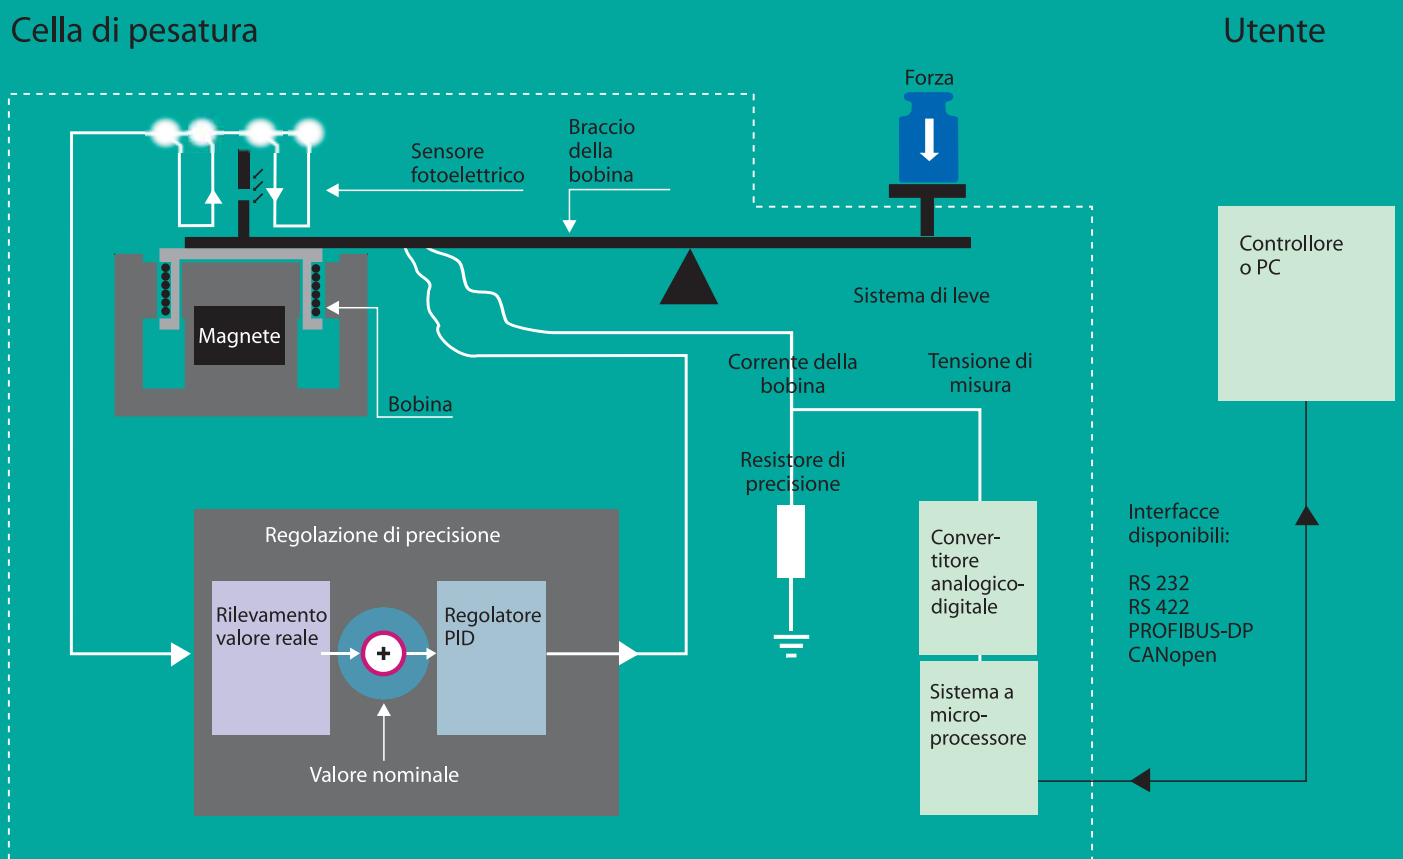 Cella di pesatura
Utente
Forza
Braccio
della
bobina
Sensore
fotoelettrico
Controllore
o PC
Sistema di leve
Magnete
Corrente della
bobina
Tensione di
misura
Bobina
Resistore di
precisione
Interfacce
disponibili:
RS 232
RS 422
PROFIBUS-DP
CANopen
Conver-
titore
analogico-
digitale
Regolazione di precisione
Rilevamento
valore reale
+
Regolatore
PID
Valore nominale
Sistema a
micro-
processore